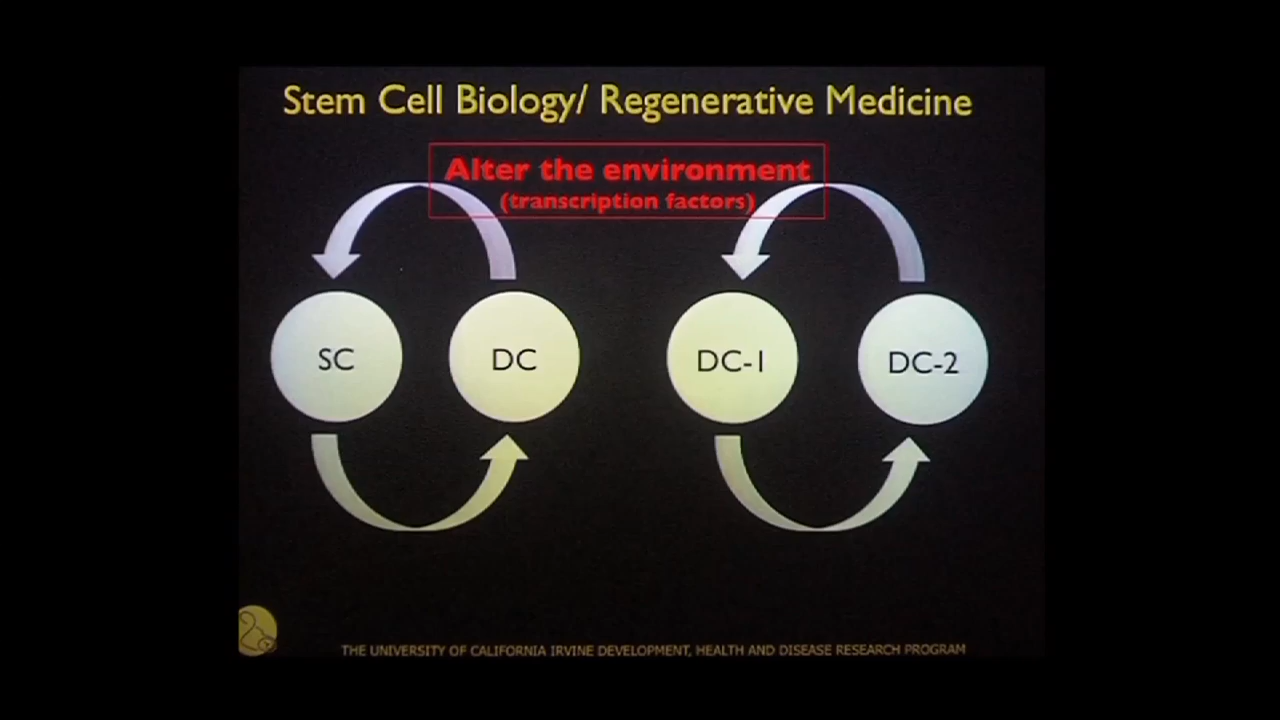 Stem Cell Biology/ Regenerative Medicine
Alter the environment
(transcription factors)
SC
DC
DC-1
DC-2
THE UNIVERSITY OF CALIFORNIA IRVINE DEVELOPMENT, HEALTH AND DISEASE RESEARCH PROGRAM